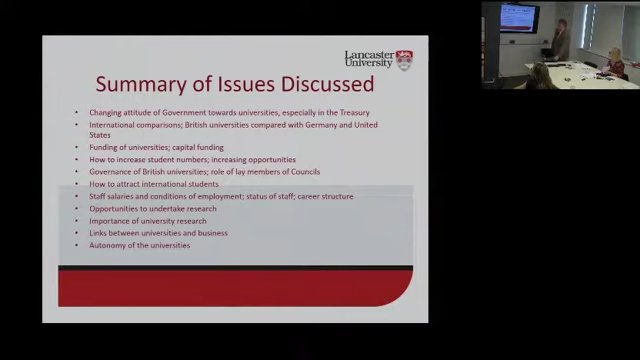 Lancaster
University
Summary of Issues Discussed
• Changing attitude of Government towards universities, especially in the Treasury
• International comparisons; British universities compared with Germany and United
States
• Funding of universities; capital funding
• How to increase student numbers; increasing opportunities
• Governance of British universities; role of lay members of Councils
• How to attract international students
• Staff salaries and conditions of employment; status of staff; career structure
• Opportunities to undertake research
• Importance of university research
• Links between universities and business
• Autonomy of the universities